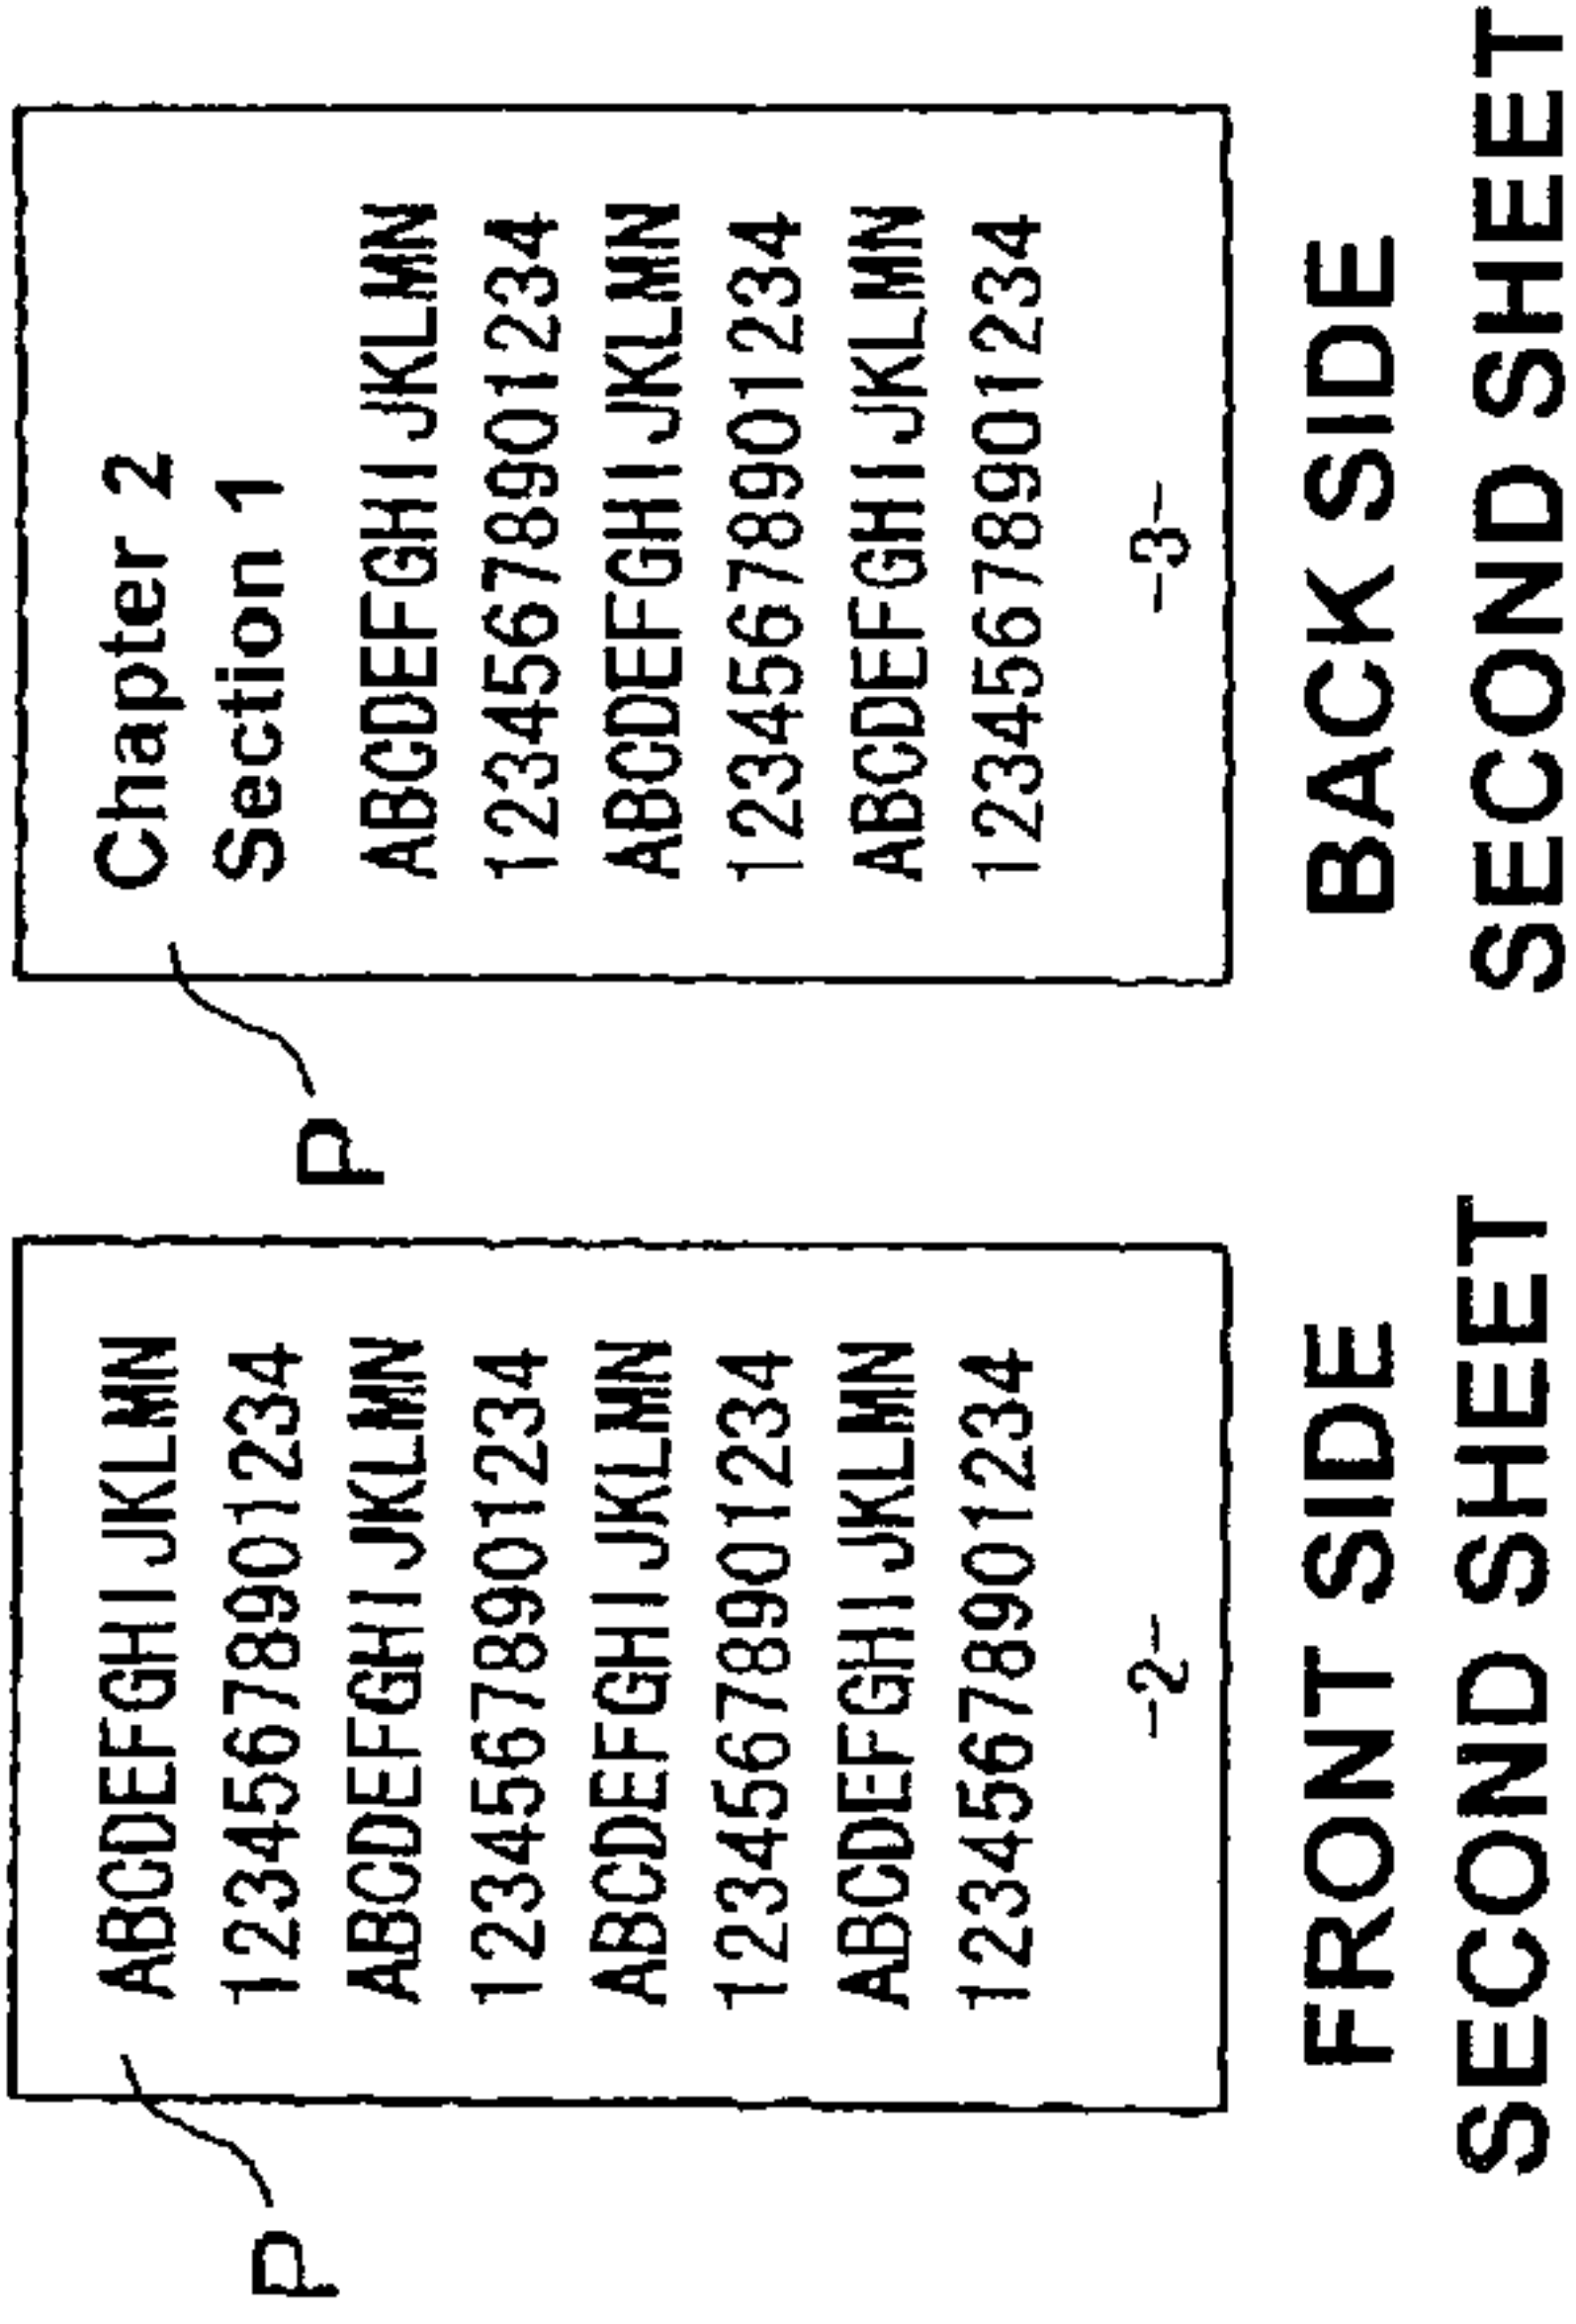 P
ABCDEFGHIJKLMN
12345678901234
ABCDEFGHIJKLMN
12345678901234
ABCDEFGHIJKLMN
12345678901234
ABCDEFGHIJKLMN
12345678901234
-2-
FRONT SIDE
SECOND SHEET
P
Chapter 2
Section 1
ABCDEFGHIJKLMN
12345678901234
ABCDEFGHIJKLMN
12345678901234
ABCDEFGHIJKLMN
12345678901234
-3-
BACK SIDE
SECOND SHEET